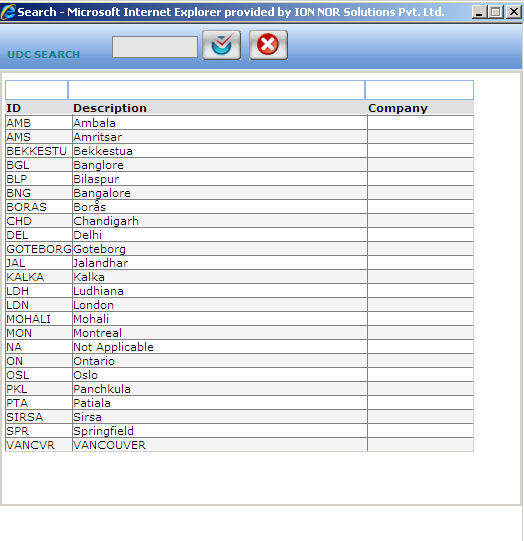 Search - Microsoft Internet Explorer provided by ION NOR Solutions Pvt. Ltd.
UDC SEARCH
ID Description Company
AMB Ambala
AMS Amritsar
BEKKESTU Bekkestua
BGL Banglore
BLP Bilaspur
BNG Bangalore
BORAS Borås
CHD Chandigarh
DEL Delhi
GOTEBORG Goteborg
JAL Jalandhar
KALKA Kalka
LDH Ludhiana
LDN London
MOHALI Mohali
MON Montreal
NA Not Applicable
ON Ontario
OSL Oslo
PKL Panchkula
PTA Patiala
SIRSA Sirsa
SPR Springfield
VANCVR VANCOUVER